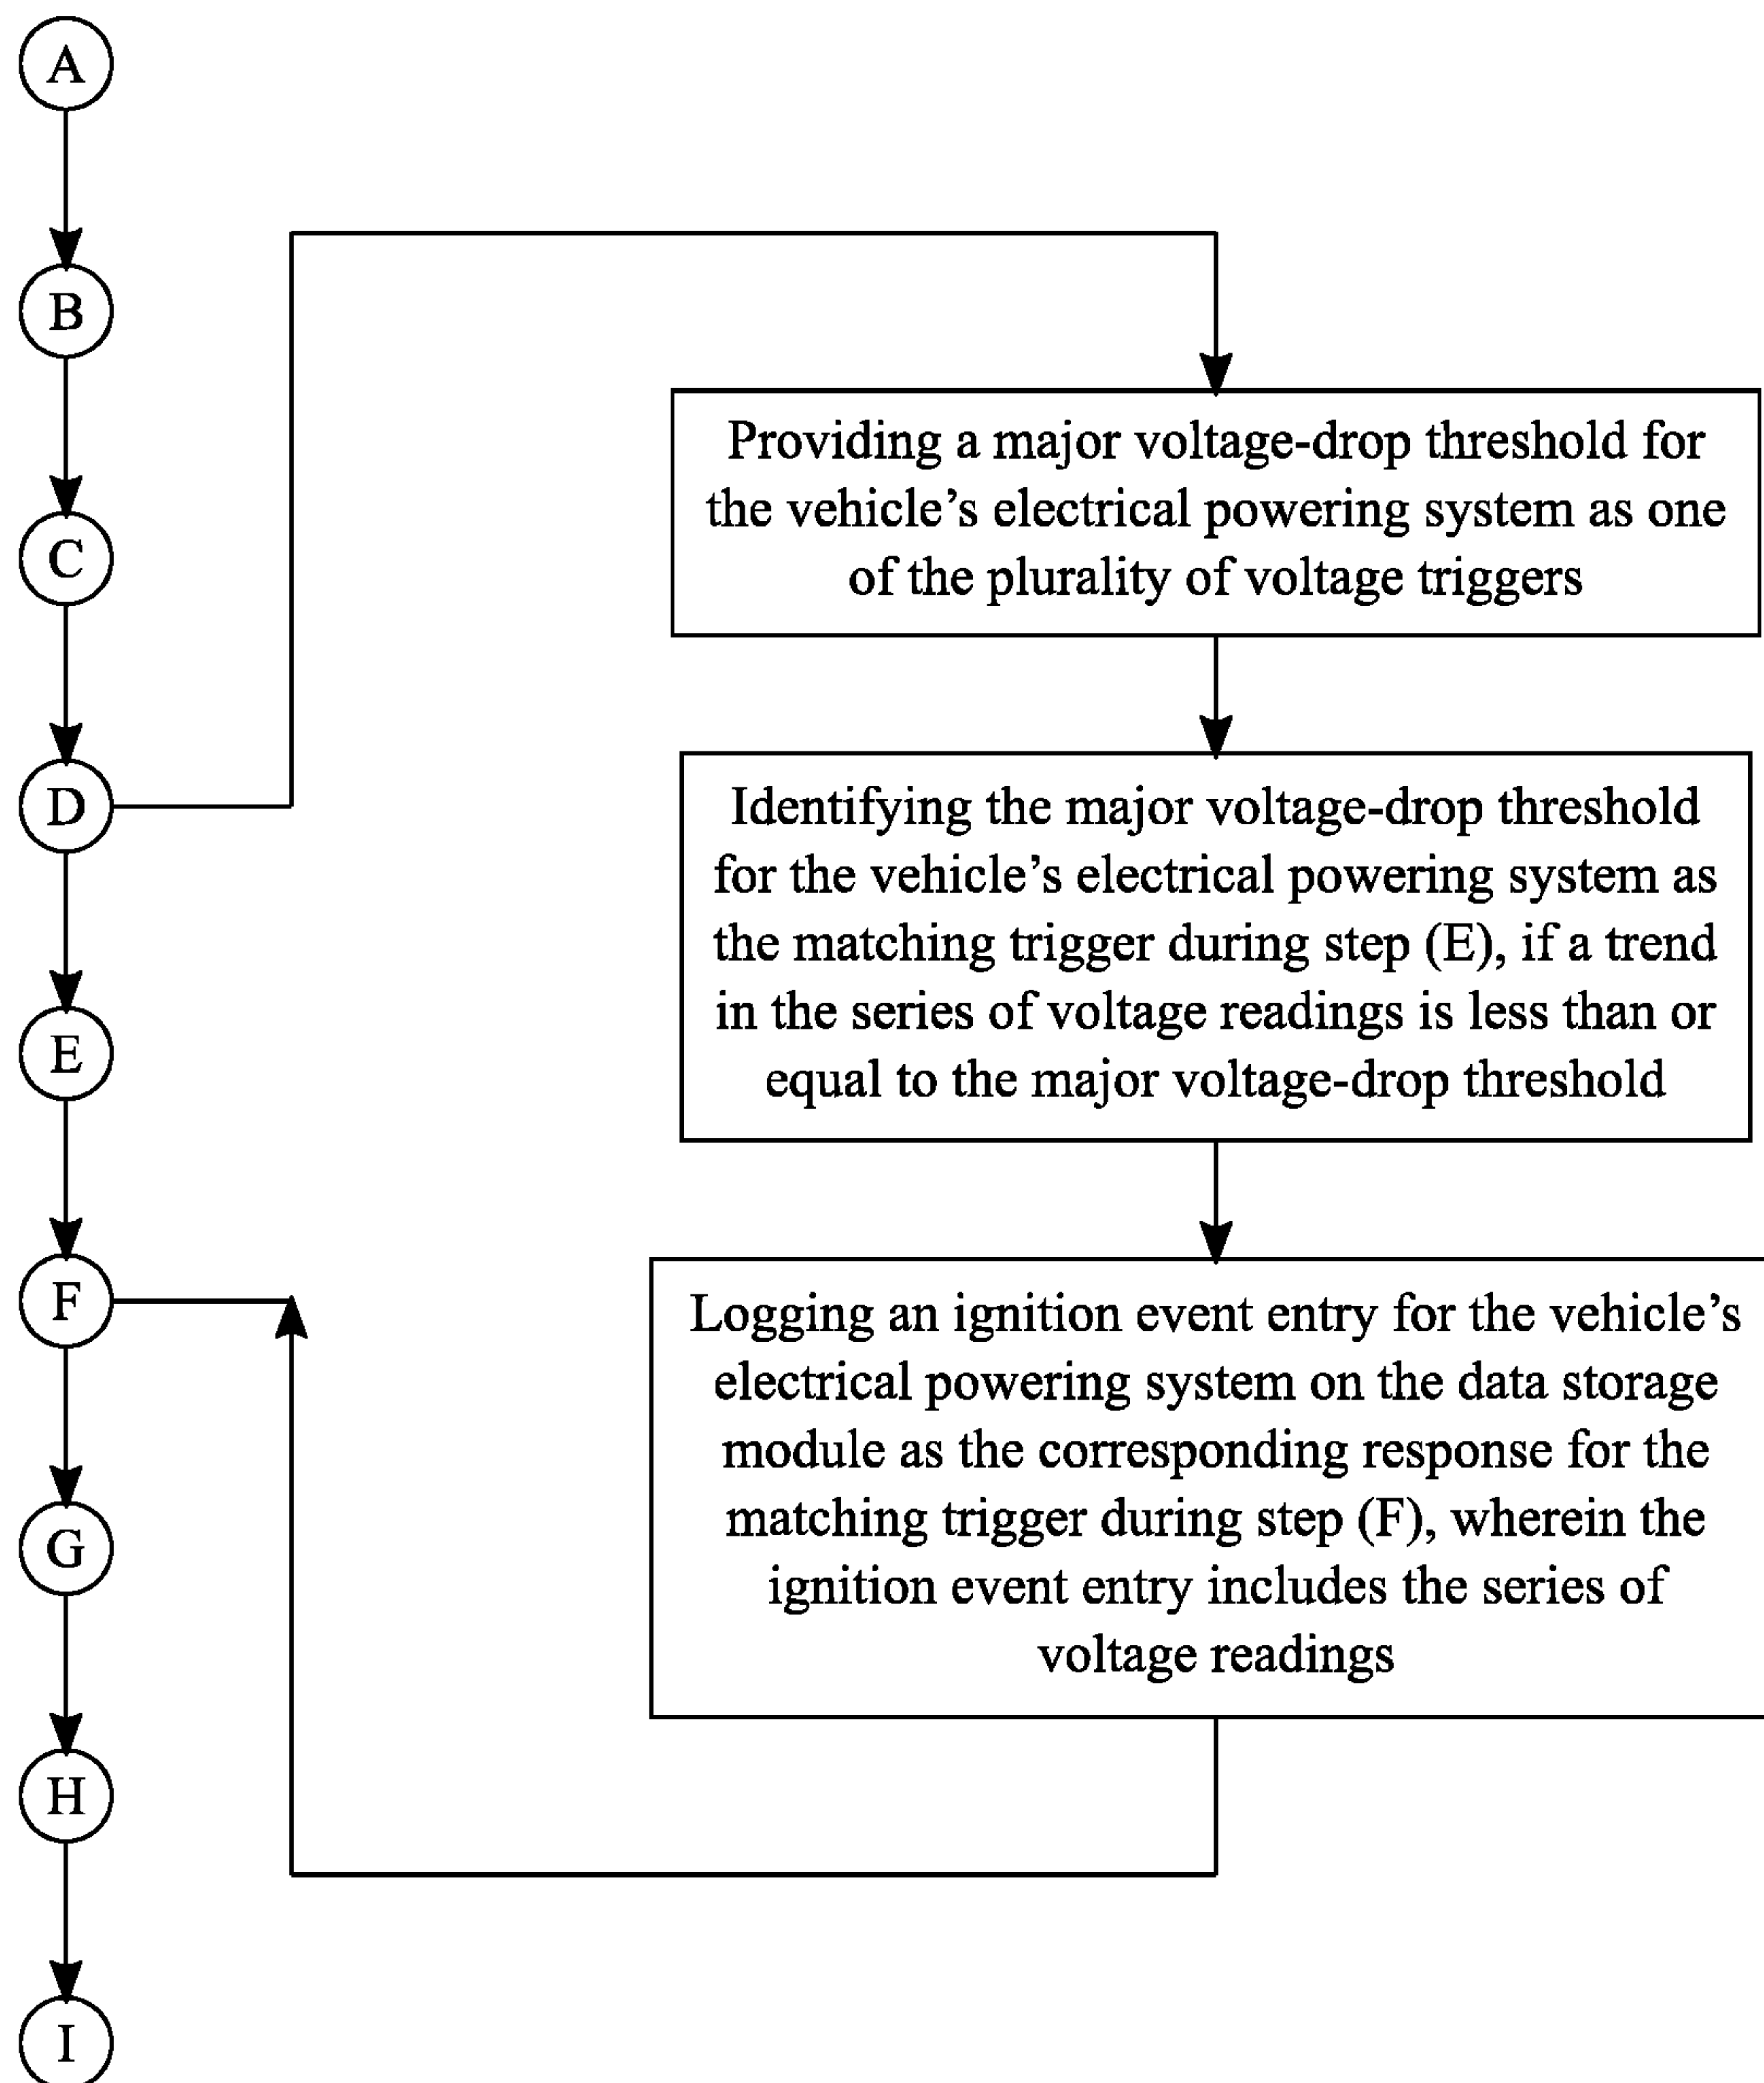 A
B
C
D
E
F
G
H
I
Providing a major voltage-drop threshold for
the vehicle’s electrical powering system as one
of the plurality of voltage triggers
Identifying the major voltage-drop threshold
for the vehicle’s electrical powering system as
the matching trigger during step (E), if a trend
in the series of voltage readings is less than or
equal to the major voltage-drop threshold
Logging an ignition event entry for the vehicle’s
electrical powering system on the data storage
module as the corresponding response for the
matching trigger during step (F), wherein the
ignition event entry includes the series of
voltage readings